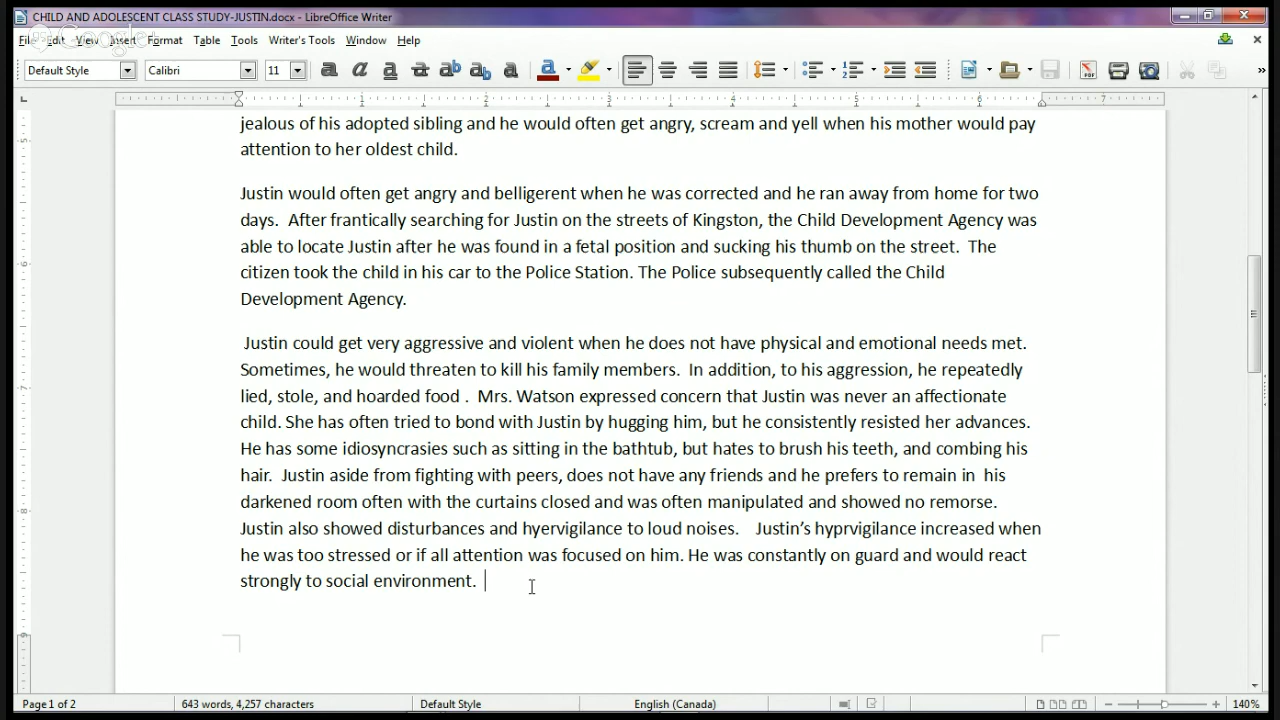 CHILD AND ADOLESCENT CLASS STUDY-JUSTIN.docx - LibreOffice Writer
File Edit View Insert Format Table Tools Writer's Tools Window Help
Google+
Default Style Calibri 11
1 1 2 3 4 5 6 7
jealous of his adopted sibling and he would often get angry, scream and yell when his mother would pay
attention to her oldest child.
Justin would often get angry and belligerent when he was corrected and he ran away from home for two
days.  After frantically searching for Justin on the streets of Kingston, the Child Development Agency was
able to locate Justin after he was found in a fetal position and sucking his thumb on the street.  The
citizen took the child in his car to the Police Station. The Police subsequently called the Child
Development Agency.
Justin could get very aggressive and violent when he does not have physical and emotional needs met.
Sometimes, he would threaten to kill his family members.  In addition, to his aggression, he repeatedly
lied, stole, and hoarded food .  Mrs. Watson expressed concern that Justin was never an affectionate
child. She has often tried to bond with Justin by hugging him, but he consistently resisted her advances.
He has some idiosyncrasies such as sitting in the bathtub, but hates to brush his teeth, and combing his
hair.  Justin aside from fighting with peers, does not have any friends and he prefers to remain in  his
darkened room often with the curtains closed and was often manipulated and showed no remorse.
Justin also showed disturbances and hyervigilance to loud noises.    Justin's hyprvigilance increased when
he was too stressed or if all attention was focused on him. He was constantly on guard and would react
strongly to social environment.
Page 1 of 2 643 words, 4,257 characters Default Style English (Canada) 140%